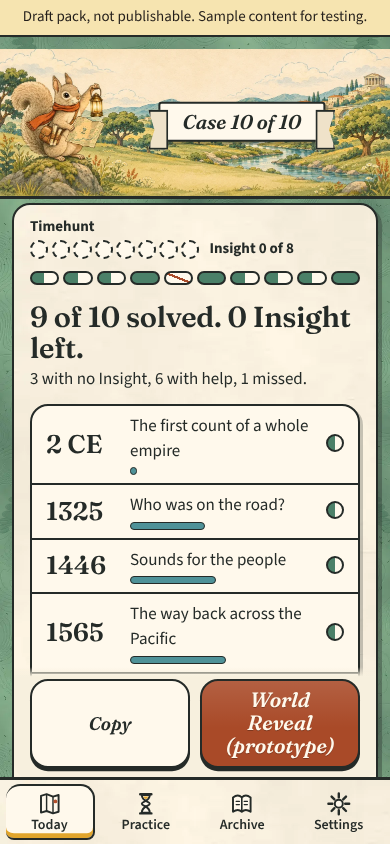 Draft pack, not publishable. Sample content for testing.
Case 10 of 10
Timehunt
Insight 0 of 8
9 of 10 solved. 0 Insight
left.
3 with no Insight, 6 with help, 1 missed.
2 CE
The first count of a whole
empire
1325
Who was on the road?
1446
Sounds for the people
1565
The way back across the
Pacific
Copy
World
Reveal
(prototype)
Today
Practice
Archive
Settings